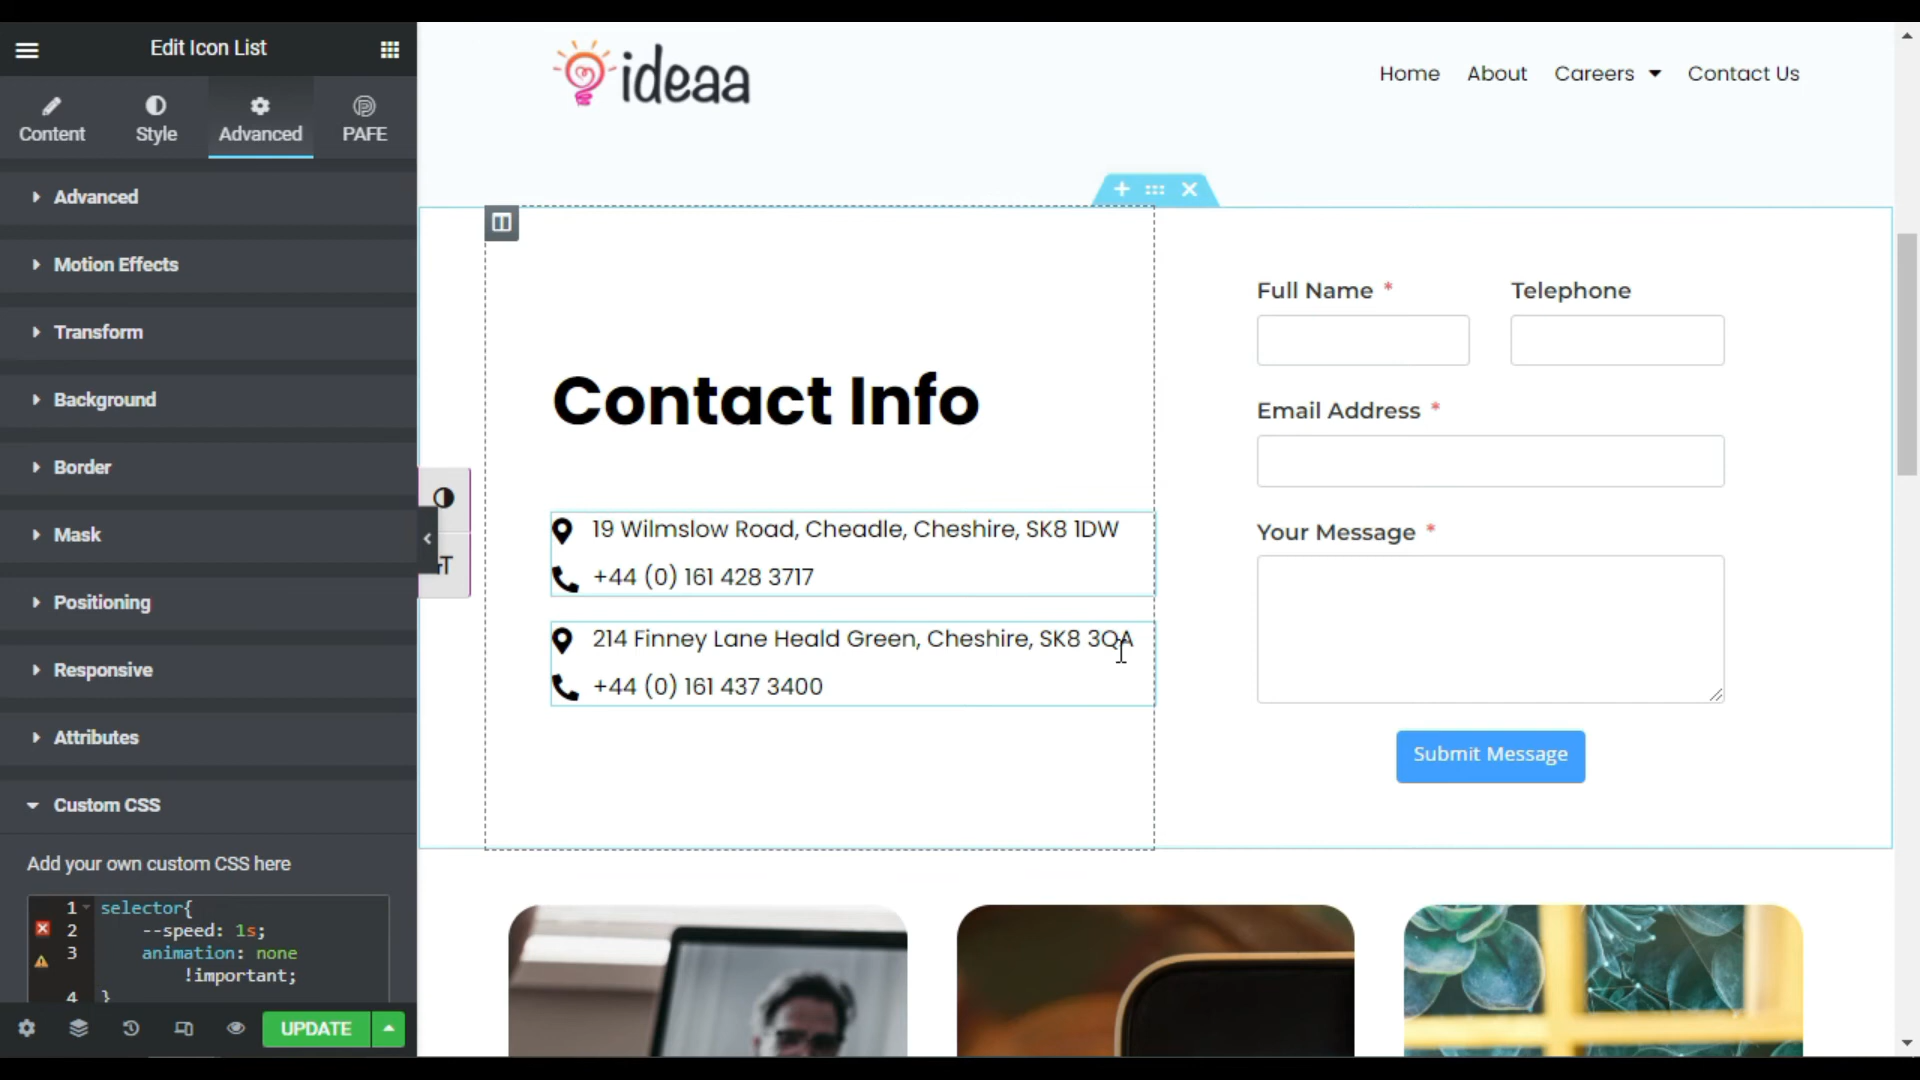 Edit Icon List
Content
Style
Advanced
PAFE
Advanced
Motion Effects
Transform
Background
Border
Mask
Positioning
Responsive
Attributes
Custom CSS
Add your own custom CSS here
1 selector{
2 --speed: 1s;
3 animation: none
!important;
4 }
UPDATE
ideaa
Home
About
Careers
Contact Us
Contact Info
19 Wilmslow Road, Cheadle, Cheshire, SK8 1DW
+44 (0) 161 428 3717
214 Finney Lane Heald Green, Cheshire, SK8 3QA
+44 (0) 161 437 3400
Full Name *
Telephone
Email Address *
Your Message *
Submit Message